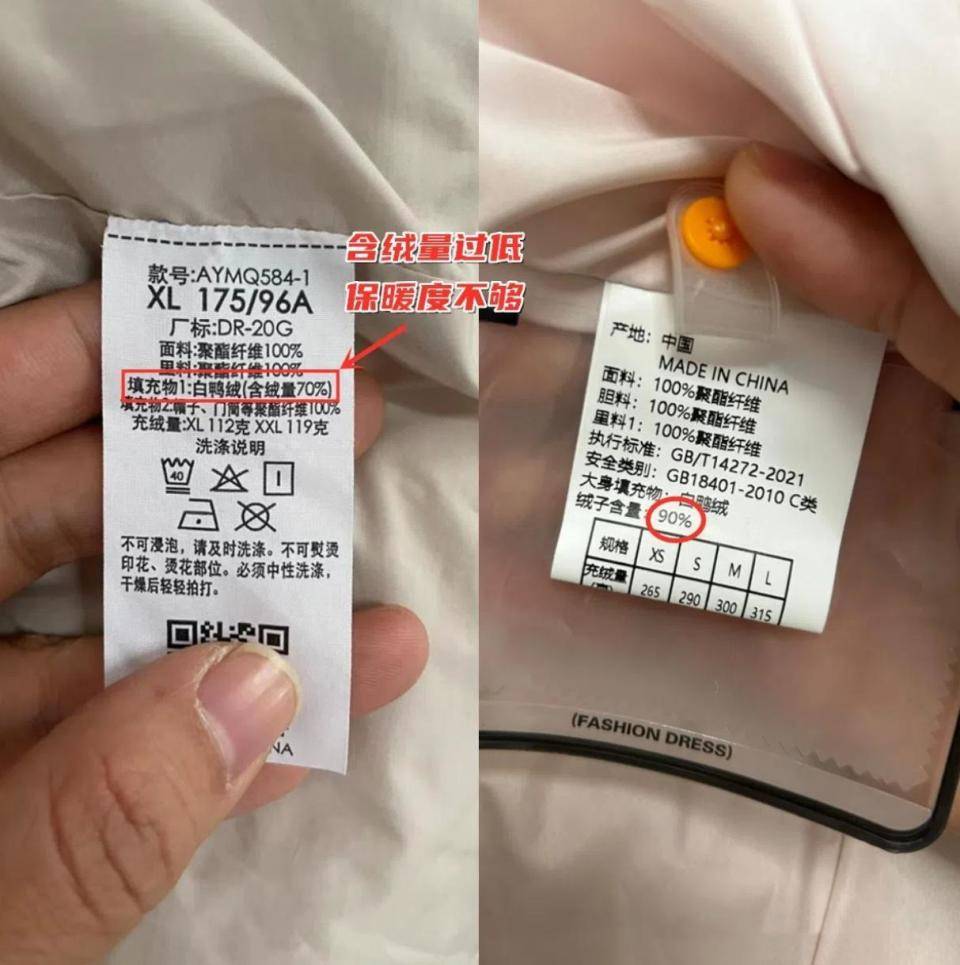 含绒量过低
保暖度不够
款号:AYMQ584-1
XL 175/96A
厂标:DR-20G
面料:聚酯纤维100%
里料:聚酯纤维100%
填充物1:白鸭绒(含绒量70%)
填充物2:帽子、门筒等聚酯纤维100%
充绒量:XL 112克 XXL 119克
洗涤说明
40
不可浸泡，请及时洗涤。不可熨烫
印花、烫花部位。必须中性洗涤，
干燥后轻轻拍打。
NA
产地: 中国
MADE IN CHINA
面料: 100%聚酯纤维
胆料: 100%聚酯纤维
里料1: 100%聚酯纤维
执行标准: GB/T14272-2021
安全类别: GB18401-2010 C类
大身填充物: 白鸭绒
绒子含量: 90%
规格 XS S M L
充绒量 265 290 300 315
(FASHION DRESS)